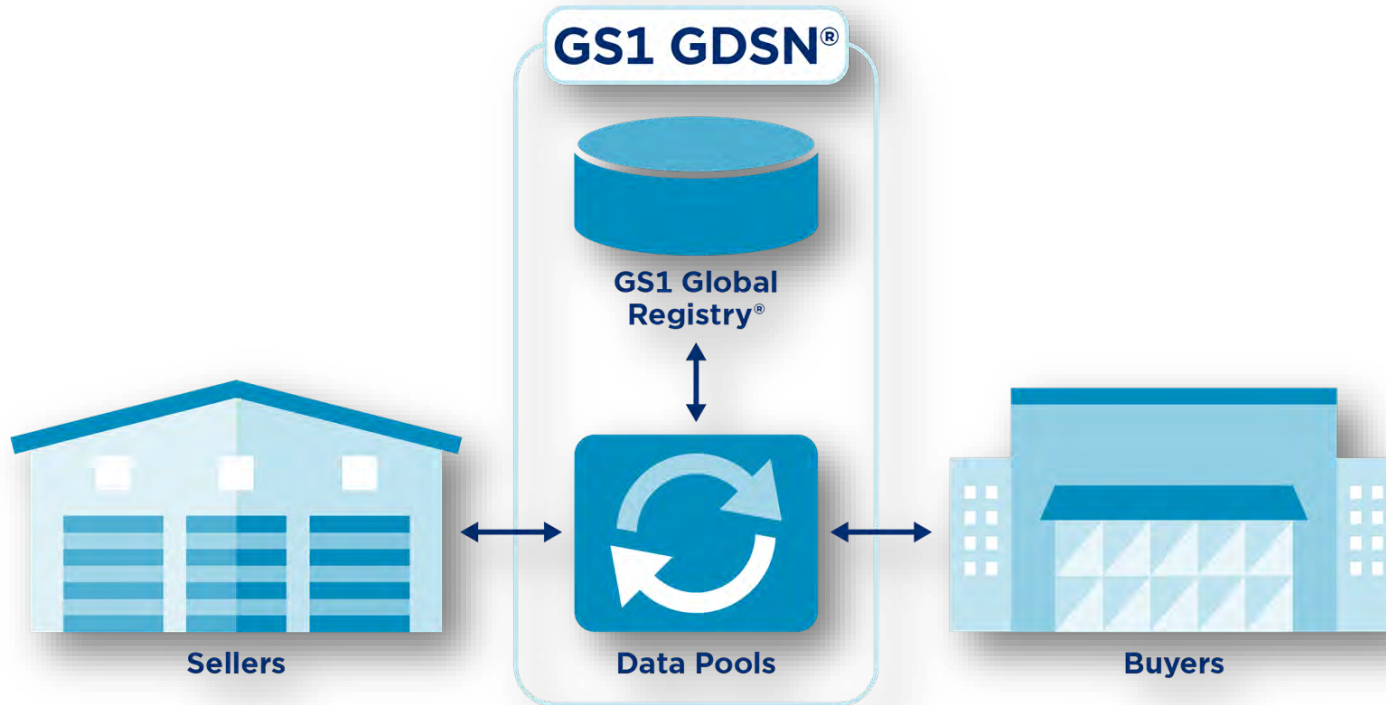 GS1 GDSN®
GS1 Global
Registry®
Sellers
Data Pools
Buyers